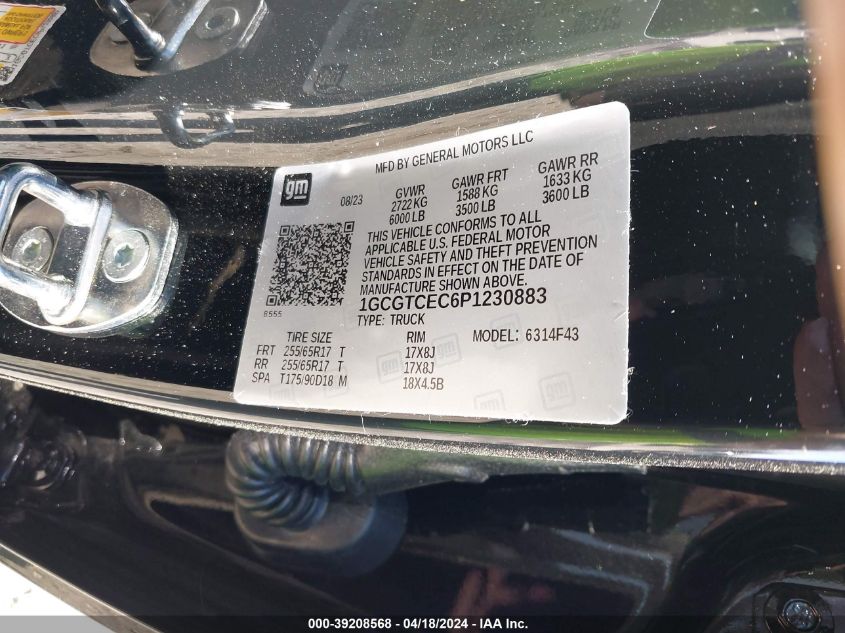 MFD BY GENERAL MOTORS LLC
gm
08/23 GVWR GAWR FRT GAWR RR
2722 KG 1588 KG 1633 KG
6000 LB 3500 LB 3600 LB
THIS VEHICLE CONFORMS TO ALL
APPLICABLE U.S. FEDERAL MOTOR
VEHICLE SAFETY AND THEFT PREVENTION
STANDARDS IN EFFECT ON THE DATE OF
MANUFACTURE SHOWN ABOVE.
8555 1GCGTCEC6P1230883
TYPE: TRUCK MODEL: 6314F43
TIRE SIZE RIM
FRT 255/65R17 T 17X8J
RR 255/65R17 T 17X8J
SPA T175/90D18 M 18X4.5B
000-39208568 - 04/18/2024 - IAA Inc.